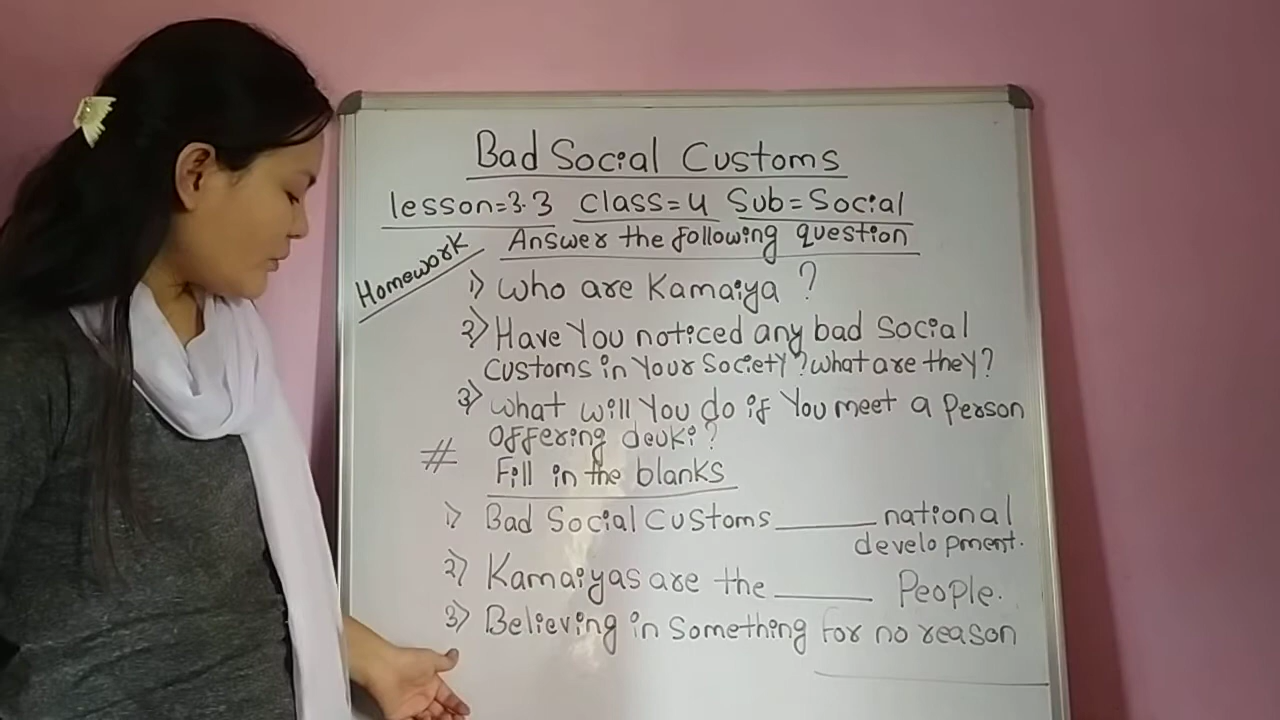 Bad Social Customs
lesson=3.3 Class=4 Sub=Social
Homework
Answer the following question
1) Who are Kamaiya ?
2) Have You noticed any bad Social
Customs in Your Society ? what are they?
3) what will You do if You meet a Person
Offering deuki ?
# Fill in the blanks
1) Bad Social Customs ______ national
development.
2) Kamaiyas are the ______ People.
3) Believing in Something for no reason
______